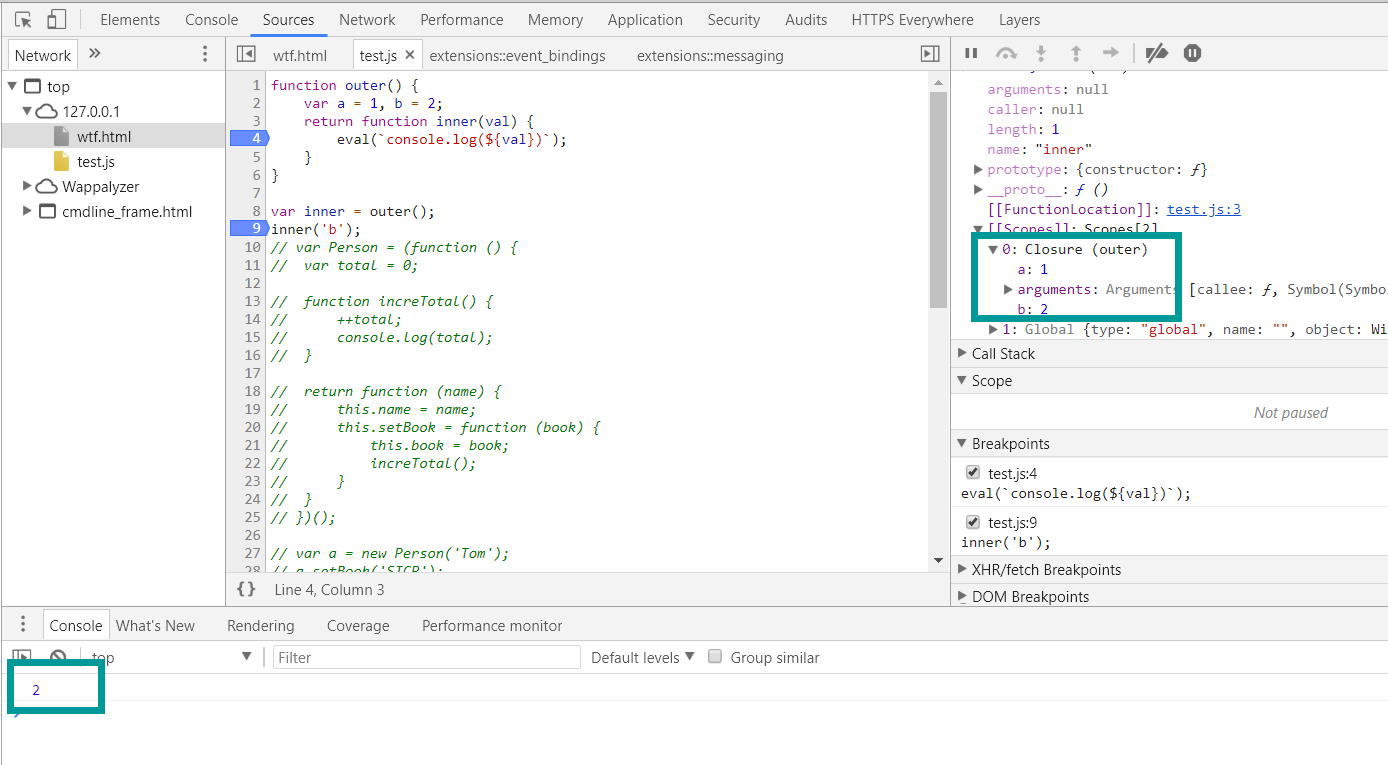 Elements Console Sources Network Performance Memory Application Security Audits HTTPS Everywhere Layers
Network »
top
127.0.0.1
wtf.html
test.js
Wappalyzer
cmdline_frame.html
wtf.html test.js × extensions::event_bindings extensions::messaging
1 function outer() {
2 var a = 1, b = 2;
3 return function inner(val) {
4 eval(`console.log(${val})`);
5 }
6 }
7
8 var inner = outer();
9 inner('b');
10 // var Person = (function () {
11 // var total = 0;
12
13 // function increTotal() {
14 // ++total;
15 // console.log(total);
16 // }
17
18 // return function (name) {
19 // this.name = name;
20 // this.setBook = function (book) {
21 // this.book = book;
22 // increTotal();
23 // }
24 // }
25 // })();
26
27 // var a = new Person('Tom');
28 // a.setBook('SICP');
{} Line 4, Column 3
arguments: null
caller: null
length: 1
name: "inner"
prototype: {constructor: ƒ}
__proto__: ƒ ()
[[FunctionLocation]]: test.js:3
[[Scopes]]: Scopes[2]
0: Closure (outer)
a: 1
arguments: Arguments [callee: ƒ, Symbol(Symbo
b: 2
1: Global {type: "global", name: "", object: Wi
Call Stack
Scope
Not paused
Breakpoints
test.js:4
eval(`console.log(${val})`);
test.js:9
inner('b');
XHR/fetch Breakpoints
DOM Breakpoints
Console What's New Rendering Coverage Performance monitor
top Filter Default levels Group similar
2